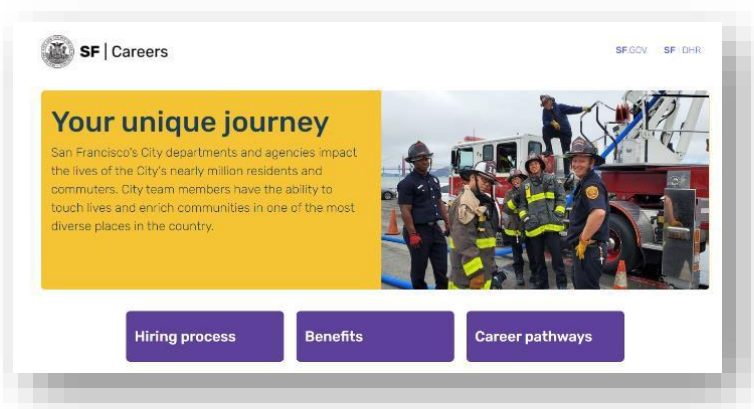 SF | Careers
SF.GOV SF | DHR
Your unique journey
San Francisco's City departments and agencies impact
the lives of the City's nearly million residents and
commuters. City team members have the ability to
touch lives and enrich communities in one of the most
diverse places in the country.
Hiring process
Benefits
Career pathways